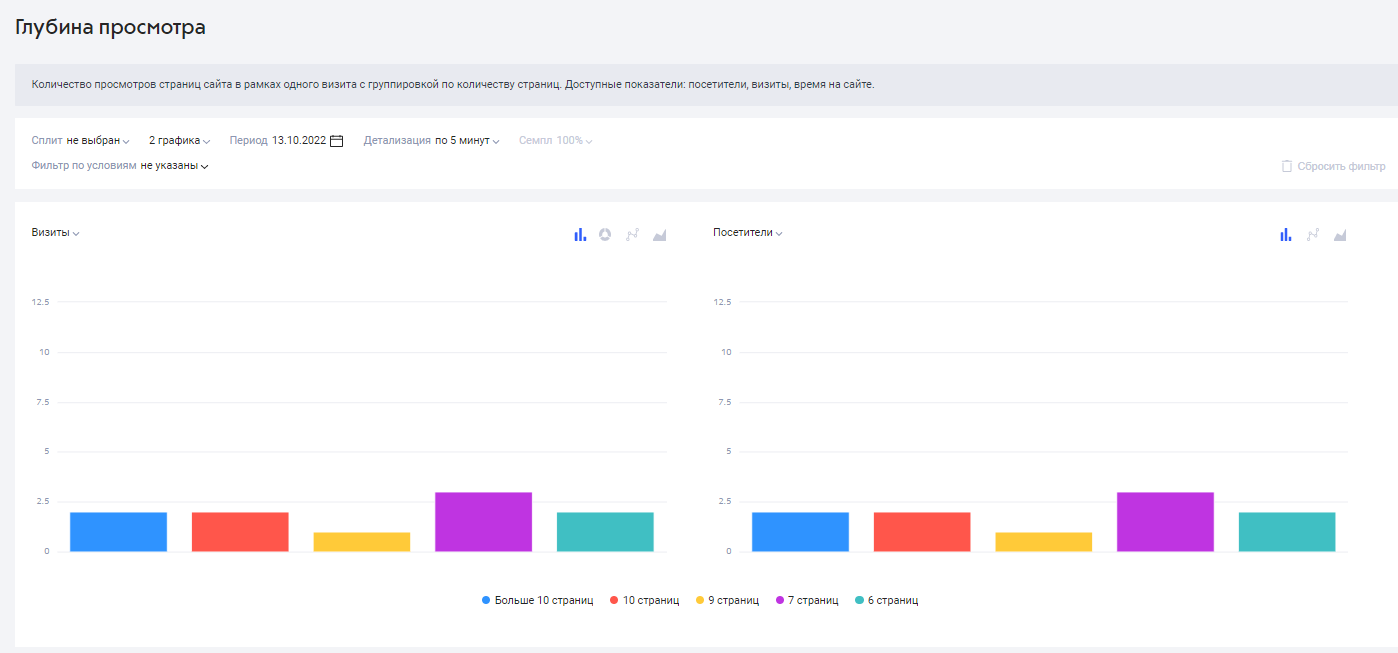 Глубина просмотра
Количество просмотров страниц сайта в рамках одного визита с группировкой по количеству страниц. Доступные показатели: посетители, визиты, время на сайте.
Сплит не выбран 2 графика Период 13.10.2022 Детализация по 5 минут Семпл 100%
Фильтр по условиям не указаны Сбросить фильтр
Визиты Посетители
12.5 12.5
10 10
7.5 7.5
5 5
2.5 2.5
0 0
Больше 10 страниц 10 страниц 9 страниц 7 страниц 6 страниц